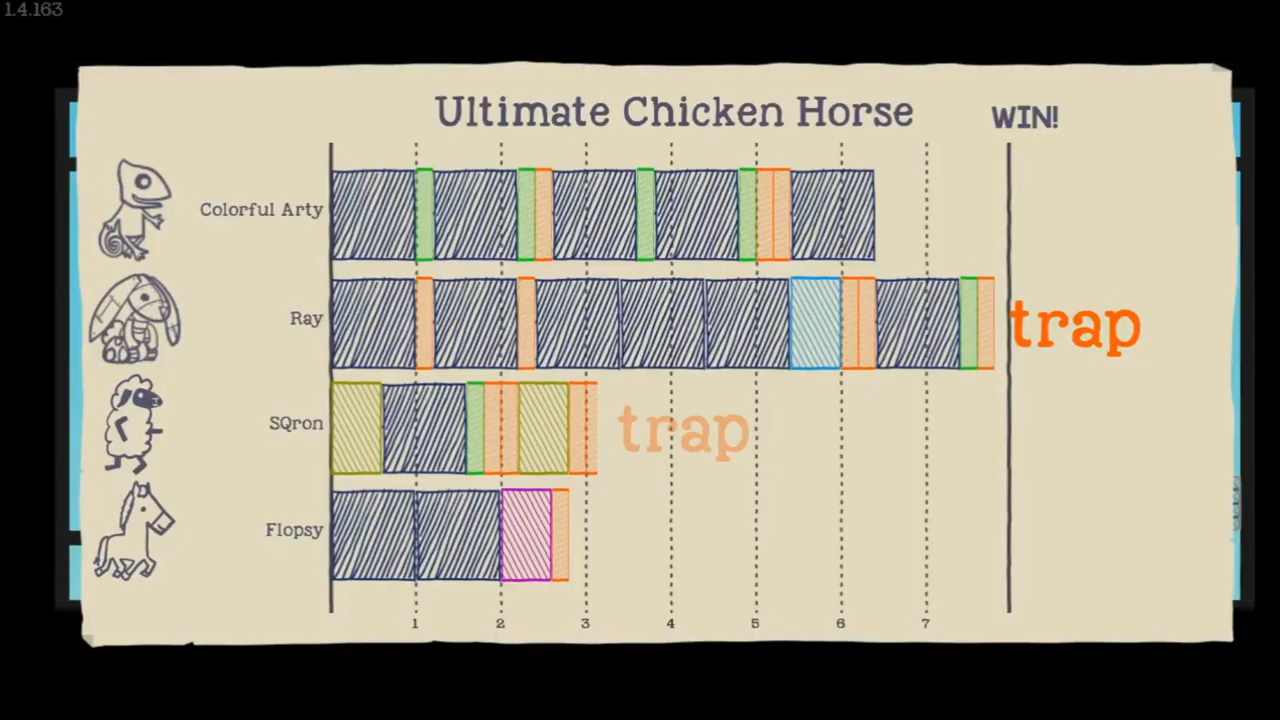 1.4.163
Ultimate Chicken Horse
WIN!
Colorful Arty
Ray
trap
SQron
trap
Flopsy
1 2 3 4 5 6 7